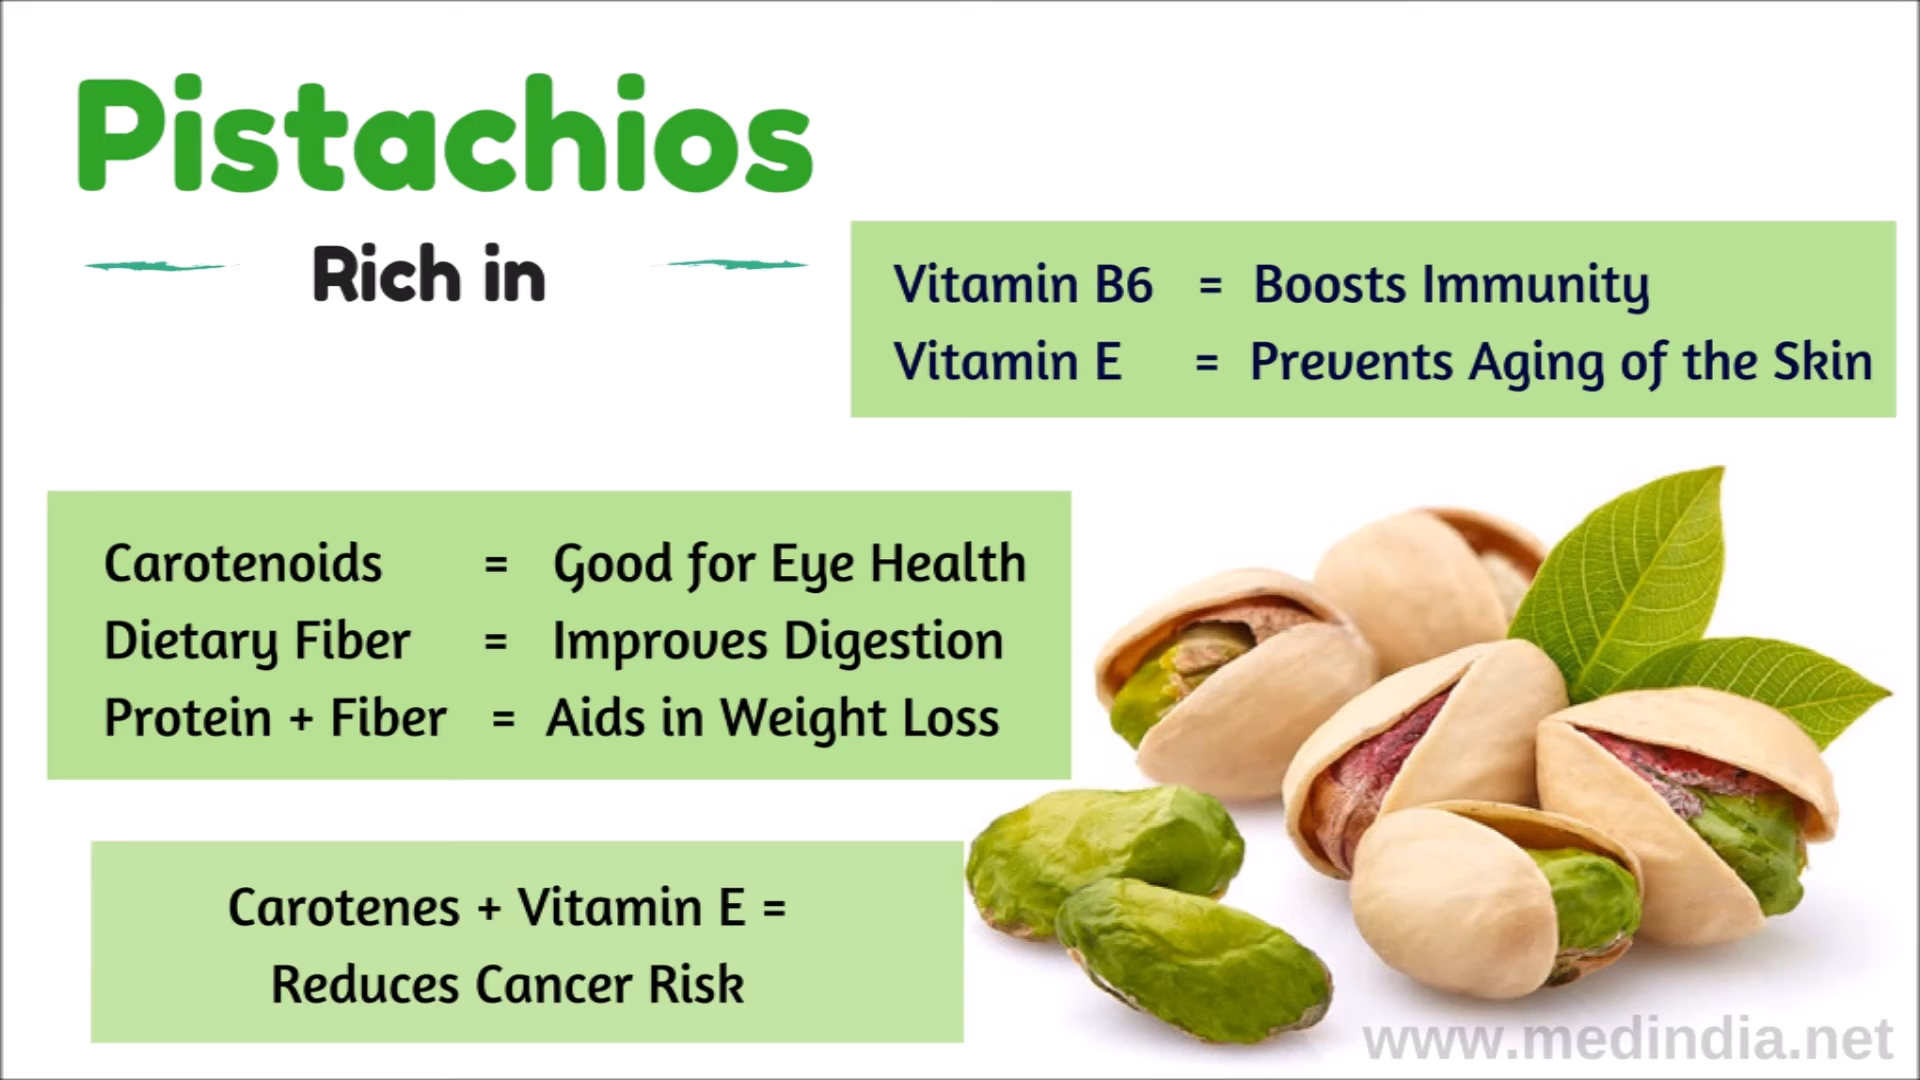 Pistachios
Rich in
Vitamin B6 = Boosts Immunity
Vitamin E = Prevents Aging of the Skin
Carotenoids = Good for Eye Health
Dietary Fiber = Improves Digestion
Protein + Fiber = Aids in Weight Loss
Carotenes + Vitamin E =
Reduces Cancer Risk
www.medindia.net